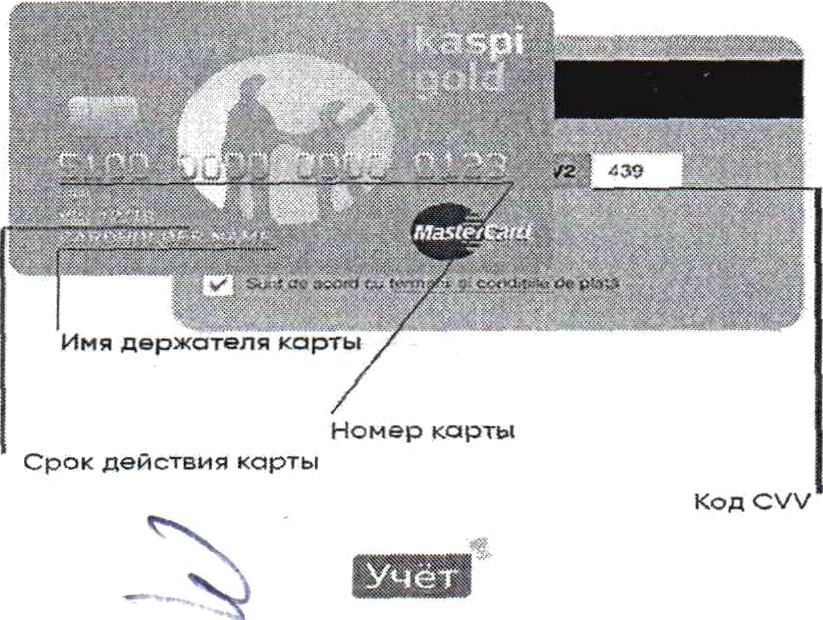 kaspi
gold
5100 0000 0000 0123
V2 439
MasterCard
Sunt de acord cu termenii și condițiile de plată
Имя держателя карты
Номер карты
Срок действия карты
Код CVV
Учёт